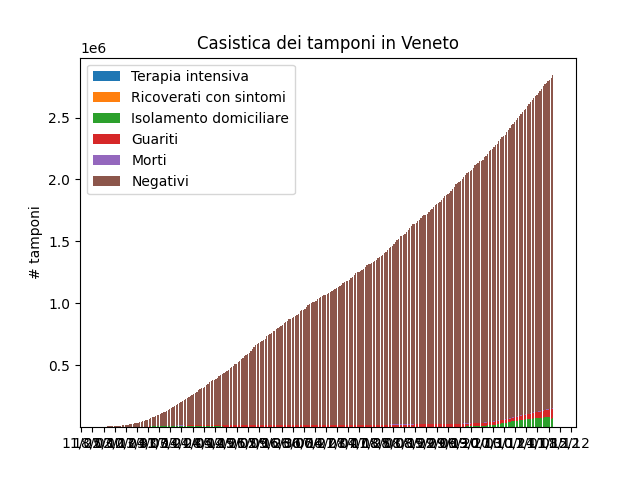 Casistica dei tamponi in Veneto
1e6
Terapia intensiva
Ricoverati con sintomi
Isolamento domiciliare
Guariti
Morti
Negativi
# tamponi
2.5
2.0
1.5
1.0
0.5